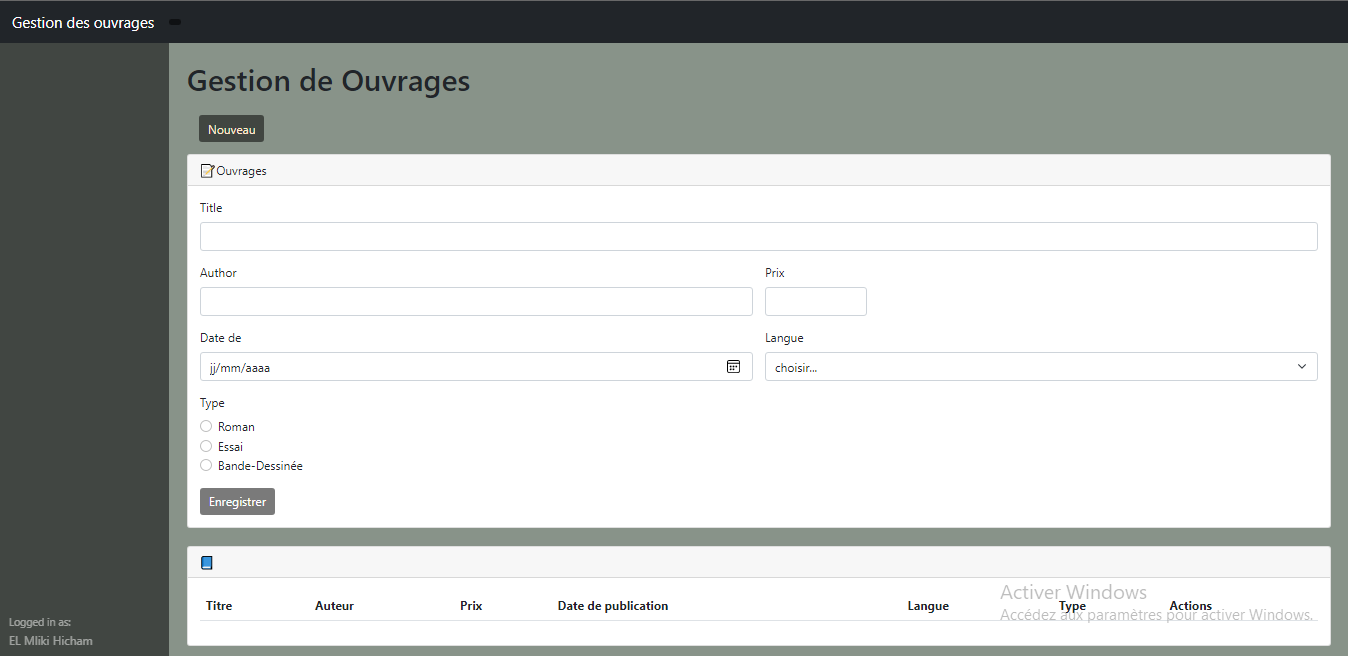 Gestion des ouvrages
Gestion de Ouvrages
Nouveau
Ouvrages
Title
Author Prix
Date de Langue
jj/mm/aaaa choisir...
Type
Roman
Essai
Bande-Dessinée
Enregistrer
Activer Windows
Titre Auteur Prix Date de publication Langue Type Actions
Accédez aux paramètres pour activer Windows.
Logged in as:
EL Mliki Hicham